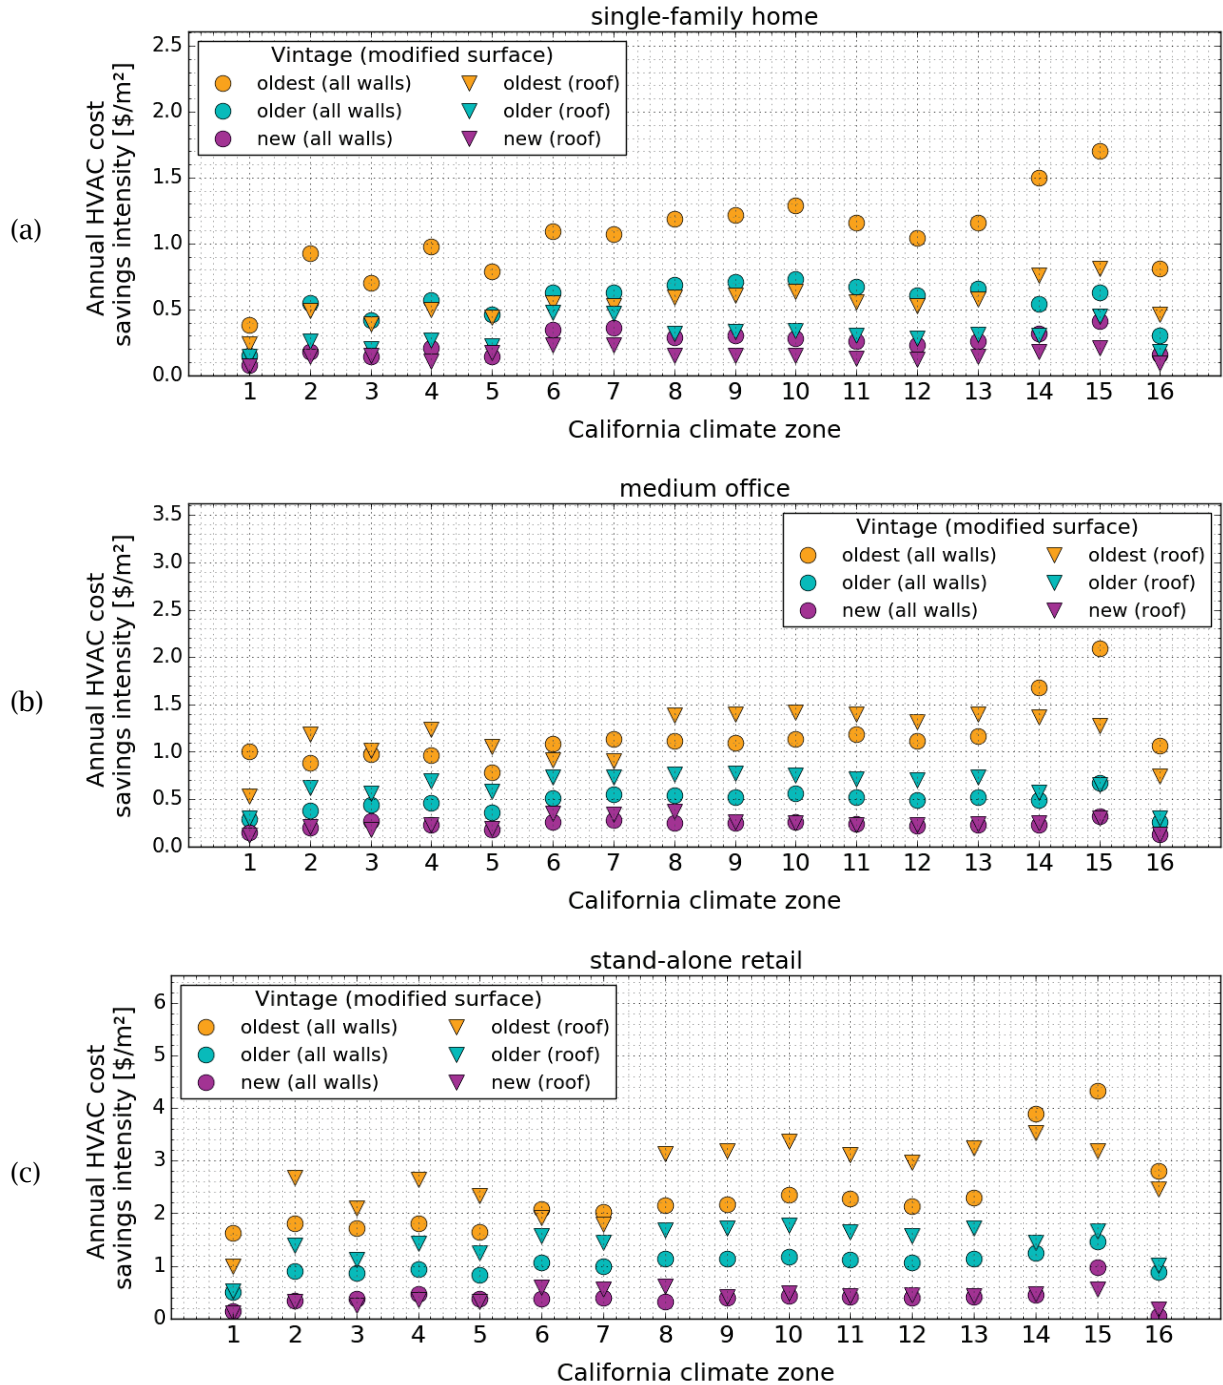 single-family home
(a)
Annual HVAC cost
savings intensity [$/m²]
2.5
2.0
1.5
1.0
0.5
0.0
Vintage (modified surface)
oldest (all walls) oldest (roof)
older (all walls) older (roof)
new (all walls) new (roof)
1 2 3 4 5 6 7 8 9 10 11 12 13 14 15 16
California climate zone
medium office
(b)
Annual HVAC cost
savings intensity [$/m²]
3.5
3.0
2.5
2.0
1.5
1.0
0.5
0.0
Vintage (modified surface)
oldest (all walls) oldest (roof)
older (all walls) older (roof)
new (all walls) new (roof)
1 2 3 4 5 6 7 8 9 10 11 12 13 14 15 16
California climate zone
stand-alone retail
(c)
Annual HVAC cost
savings intensity [$/m²]
6
5
4
3
2
1
0
Vintage (modified surface)
oldest (all walls) oldest (roof)
older (all walls) older (roof)
new (all walls) new (roof)
1 2 3 4 5 6 7 8 9 10 11 12 13 14 15 16
California climate zone